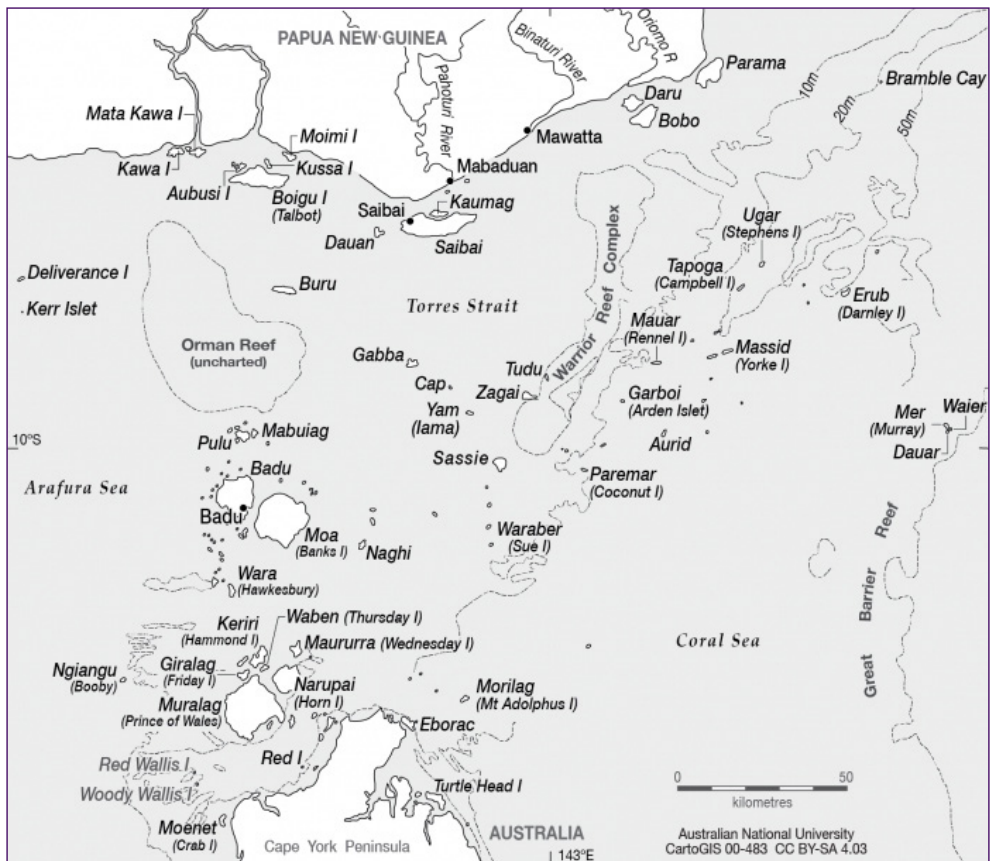 PAPUA NEW GUINEA
Binaturi River
Oriomo R
Pahoturi River
Parama
Bramble Cay
10m
20m
50m
Daru
Bobo
Mata Kawa I
Moimi I
Mawatta
Kawa I
Kussa I
Mabaduan
Aubusi I
Boigu I
(Talbot)
Saibai
Kaumag
Dauan
Saibai
Ugar
(Stephens I)
Deliverance I
Buru
Tapoga
(Campbell I)
Kerr Islet
Torres Strait
Warrior Reef Complex
Erub
(Darnley I)
Orman Reef
(uncharted)
Mauar
(Rennel I)
Gabba
Massid
(Yorke I)
Tudu
Cap
Zagai
Garboi
(Arden Islet)
Yam
(Iama)
Mer
(Murray)
Waier
Dauar
10°S
Pulu
Mabuiag
Aurid
Sassie
Badu
Paremar
(Coconut I)
Arafura Sea
Badu
Moa
(Banks I)
Naghi
Waraber
(Sue I)
Great Barrier Reef
Wara
(Hawkesbury)
Keriri
(Hammond I)
Waben (Thursday I)
Maururra (Wednesday I)
Coral Sea
Ngiangu
(Booby)
Giralag
(Friday I)
Narupai
(Horn I)
Morilag
(Mt Adolphus I)
Muralag
(Prince of Wales)
Eborac
Red I
Red Wallis I
Woody Wallis I
Turtle Head I
0 50
kilometres
Moenet
(Crab I)
Cape York Peninsula
AUSTRALIA
143°E
Australian National University
CartoGIS 00-483 CC BY-SA 4.03